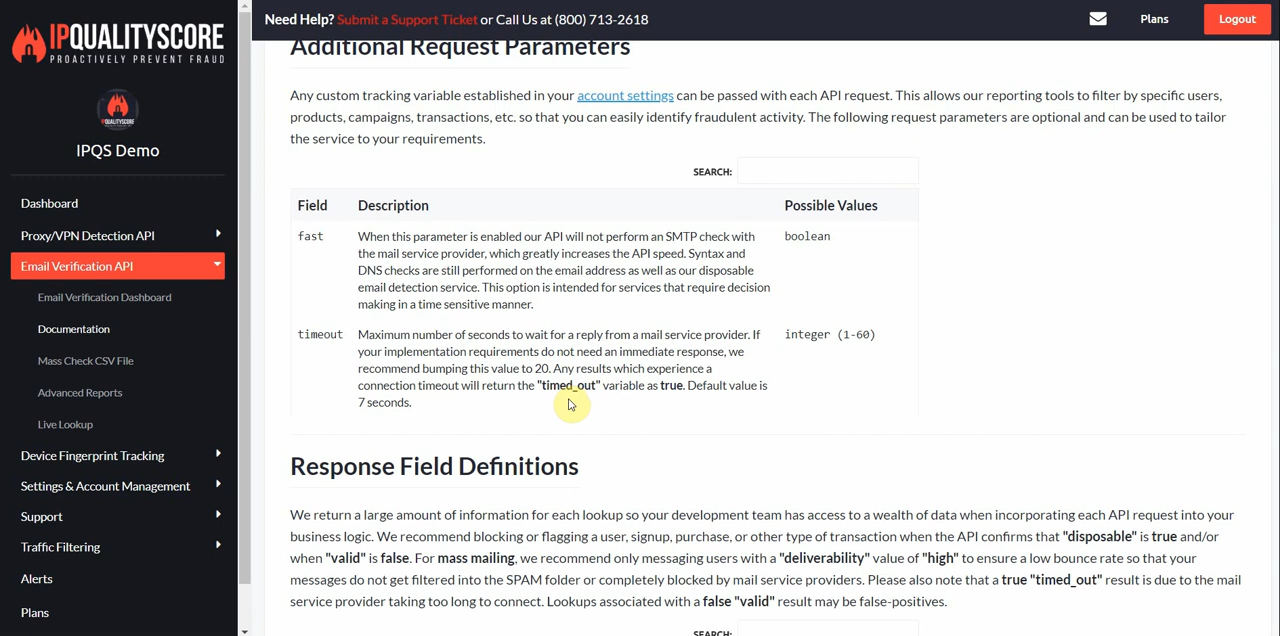 Need Help? Submit a Support Ticket or Call Us at (800) 713-2618
Plans
Logout
IPQUALITYSCORE
PROACTIVELY PREVENT FRAUD
IPQUALITYSCORE
IPQS Demo
Dashboard
Proxy/VPN Detection API
Email Verification API
Email Verification Dashboard
Documentation
Mass Check CSV File
Advanced Reports
Live Lookup
Device Fingerprint Tracking
Settings & Account Management
Support
Traffic Filtering
Alerts
Plans
Additional Request Parameters
Any custom tracking variable established in your account settings can be passed with each API request. This allows our reporting tools to filter by specific users,
products, campaigns, transactions, etc. so that you can easily identify fraudulent activity. The following request parameters are optional and can be used to tailor
the service to your requirements.
SEARCH:
Field Description Possible Values
fast When this parameter is enabled our API will not perform an SMTP check with boolean
the mail service provider, which greatly increases the API speed. Syntax and
DNS checks are still performed on the email address as well as our disposable
email detection service. This option is intended for services that require decision
making in a time sensitive manner.
timeout Maximum number of seconds to wait for a reply from a mail service provider. If integer (1-60)
your implementation requirements do not need an immediate response, we
recommend bumping this value to 20. Any results which experience a
connection timeout will return the "timed_out" variable as true. Default value is
7 seconds.
Response Field Definitions
We return a large amount of information for each lookup so your development team has access to a wealth of data when incorporating each API request into your
business logic. We recommend blocking or flagging a user, signup, purchase, or other type of transaction when the API confirms that "disposable" is true and/or
when "valid" is false. For mass mailing, we recommend only messaging users with a "deliverability" value of "high" to ensure a low bounce rate so that your
messages do not get filtered into the SPAM folder or completely blocked by mail service providers. Please also note that a true "timed_out" result is due to the mail
service provider taking too long to connect. Lookups associated with a false "valid" result may be false-positives.
SEARCH: